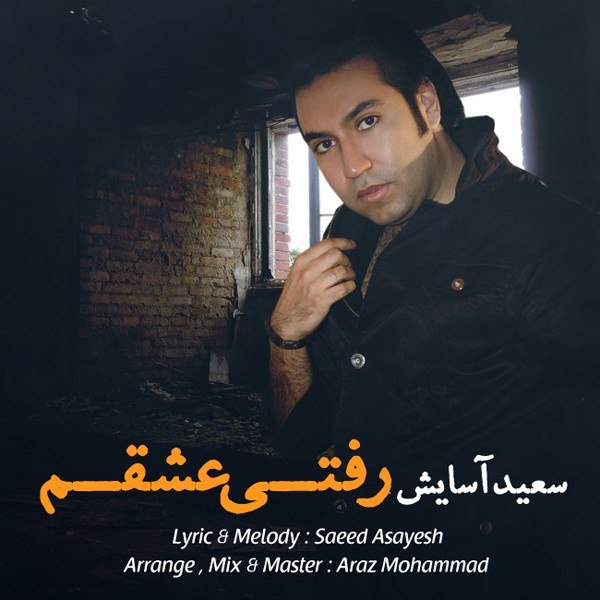 سعید آسایش رفتی عشقم
Lyric & Melody : Saeed Asayesh
Arrange , Mix & Master : Araz Mohammad